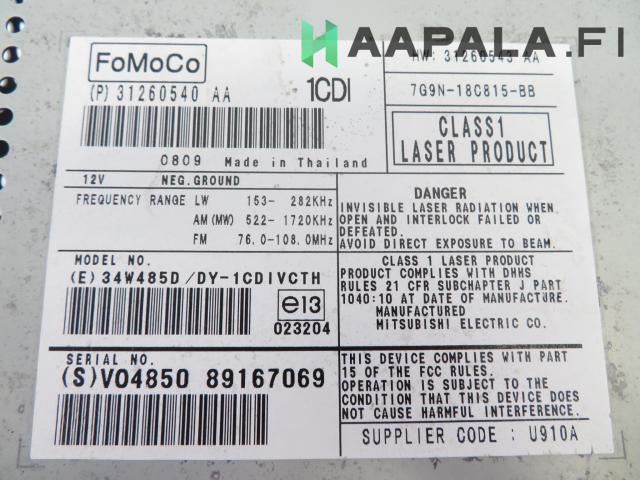 HAAPALA.FI
FoMoCo
(P) 31260540 AA
1CDI
HW: 31260543 AA
7G9N-18C815-BB
CLASS1
LASER PRODUCT
0809 Made in Thailand
12V NEG.GROUND
FREQUENCY RANGE LW 153- 282KHz
AM(MW) 522-1720KHz
FM 76.0-108.0MHz
DANGER
INVISIBLE LASER RADIATION WHEN
OPEN AND INTERLOCK FAILED OR
DEFEATED.
AVOID DIRECT EXPOSURE TO BEAM.
MODEL NO.
(E) 34W485D/DY-1CDIVCTH
e13
023204
CLASS 1 LASER PRODUCT
PRODUCT COMPLIES WITH DHHS
RULES 21 CFR SUBCHAPTER J PART
1040:10 AT DATE OF MANUFACTURE.
MANUFACTURED
MITSUBISHI ELECTRIC CO.
SERIAL NO.
(S)V04850 89167069
THIS DEVICE COMPLIES WITH PART
15 OF THE FCC RULES.
OPERATION IS SUBJECT TO THE
CONDITION THAT THIS DEVICE DOES
NOT CAUSE HARMFUL INTERFERENCE.
SUPPLIER CODE : U910A